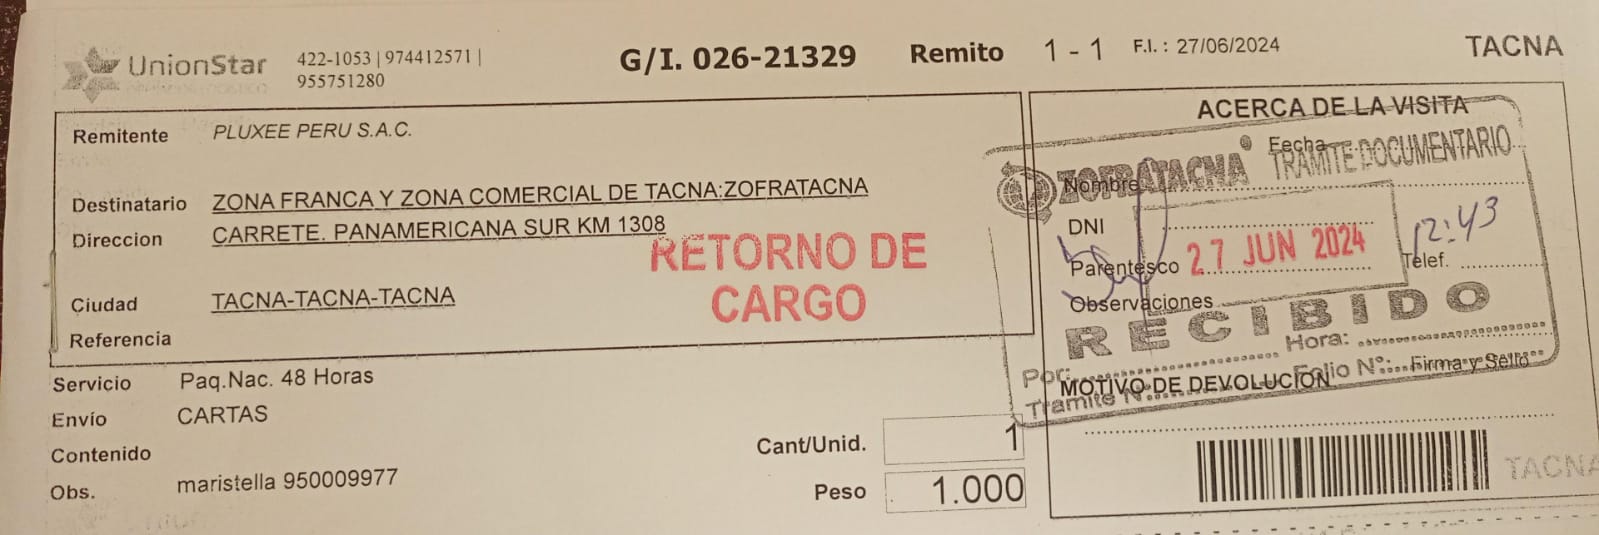 UnionStar
422-1053 | 974412571 |
955751280
G/I. 026-21329
Remito 1 - 1
F.I.: 27/06/2024
TACNA
Remitente PLUXEE PERU S.A.C.
Destinatario ZONA FRANCA Y ZONA COMERCIAL DE TACNA:ZOFRATACNA
Direccion CARRETE. PANAMERICANA SUR KM 1308
RETORNO DE
CARGO
Ciudad TACNA-TACNA-TACNA
Referencia
Servicio Paq.Nac. 48 Horas
Envío CARTAS
Contenido
Obs. maristella 950009977
Cant/Unid. 1
Peso 1.000
ACERCA DE LA VISITA
Fecha
Nombre
DNI
Parentesco
Telef.
Observaciones
Firma y Sello
MOTIVO DE DEVOLUCION
ZOFRATACNA
TRAMITE DOCUMENTARIO
27 JUN 2024
12:43
RECIBIDO
Hora:
Por:
Folio N°:
Tramite N°
TACNA